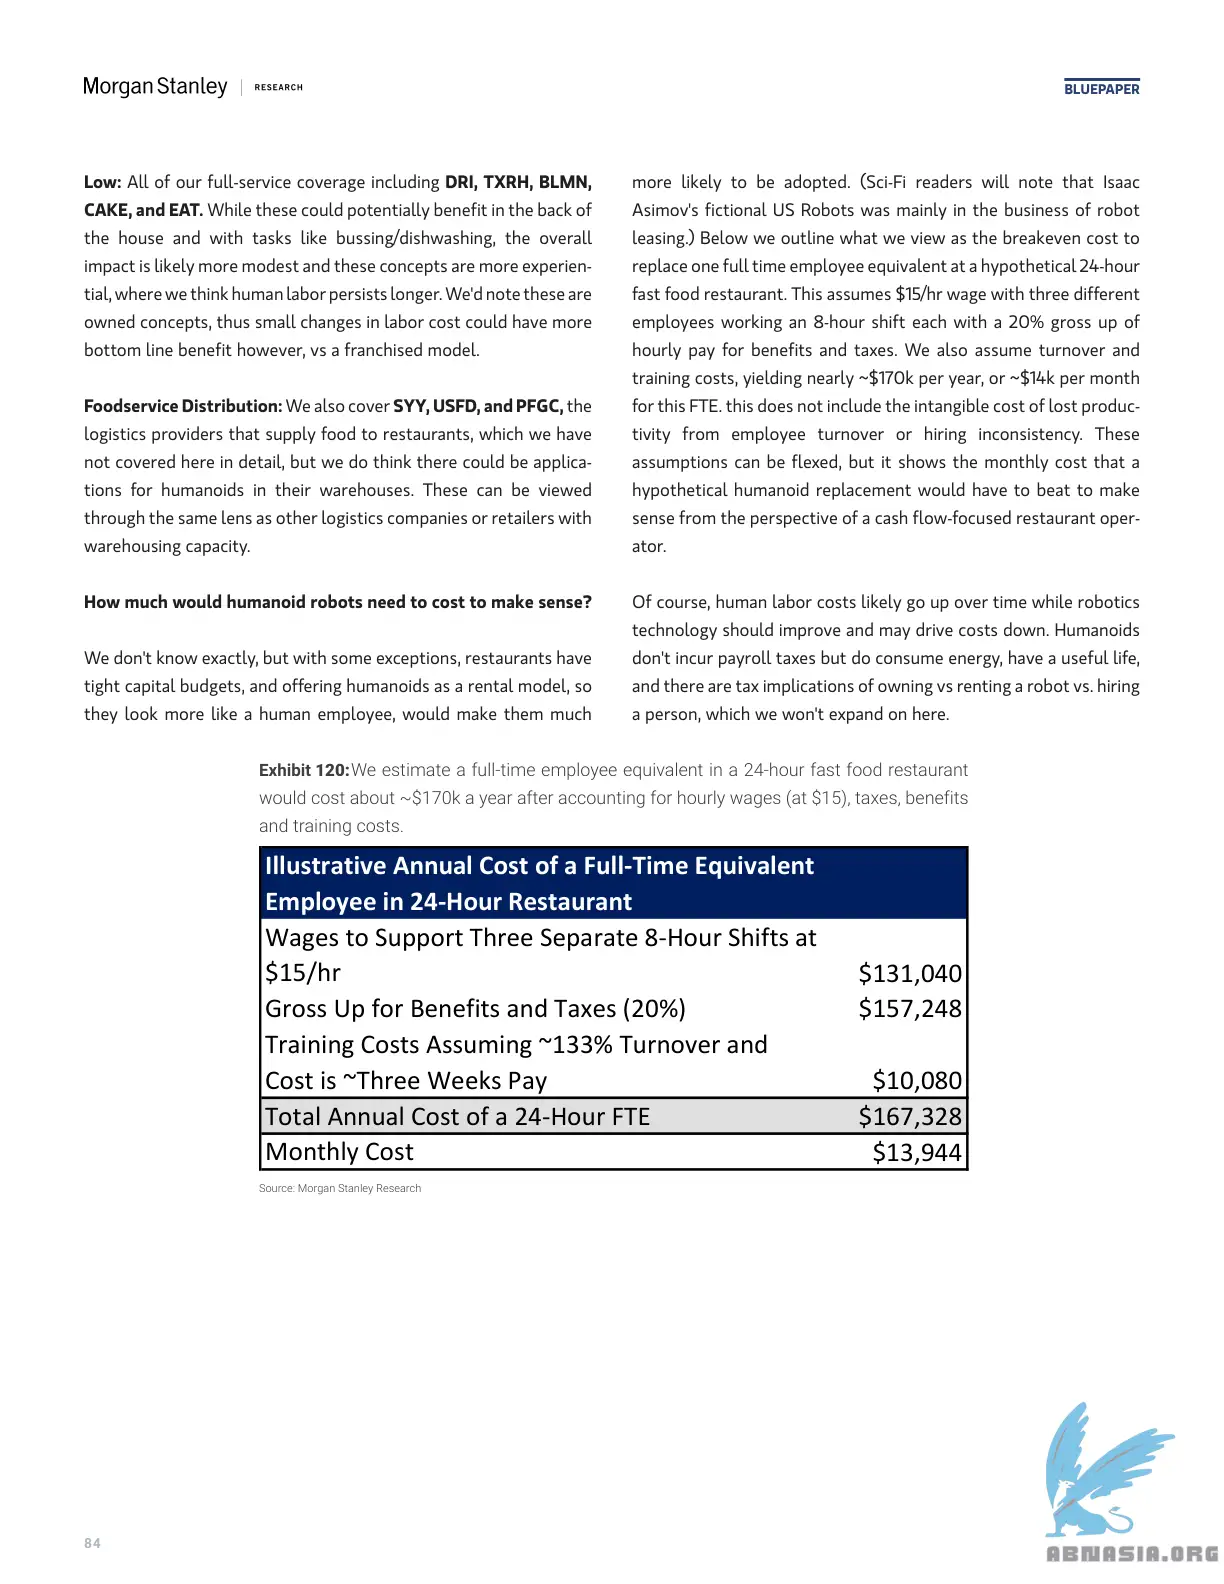 Morgan Stanley | RESEARCH
BLUEPAPER
Low: All of our full-service coverage including DRI, TXRH, BLMN,
CAKE, and EAT. While these could potentially benefit in the back of
the house and with tasks like bussing/dishwashing, the overall
impact is likely more modest and these concepts are more experien-
tial, where we think human labor persists longer. We'd note these are
owned concepts, thus small changes in labor cost could have more
bottom line benefit however, vs a franchised model.
Foodservice Distribution: We also cover SYY, USFD, and PFGC, the
logistics providers that supply food to restaurants, which we have
not covered here in detail, but we do think there could be applica-
tions for humanoids in their warehouses. These can be viewed
through the same lens as other logistics companies or retailers with
warehousing capacity.
How much would humanoid robots need to cost to make sense?
We don't know exactly, but with some exceptions, restaurants have
tight capital budgets, and offering humanoids as a rental model, so
they look more like a human employee, would make them much
more likely to be adopted. (Sci-Fi readers will note that Isaac
Asimov's fictional US Robots was mainly in the business of robot
leasing.) Below we outline what we view as the breakeven cost to
replace one full time employee equivalent at a hypothetical 24-hour
fast food restaurant. This assumes $15/hr wage with three different
employees working an 8-hour shift each with a 20% gross up of
hourly pay for benefits and taxes. We also assume turnover and
training costs, yielding nearly ~$170k per year, or ~$14k per month
for this FTE. this does not include the intangible cost of lost produc-
tivity from employee turnover or hiring inconsistency. These
assumptions can be flexed, but it shows the monthly cost that a
hypothetical humanoid replacement would have to beat to make
sense from the perspective of a cash flow-focused restaurant oper-
ator.
Of course, human labor costs likely go up over time while robotics
technology should improve and may drive costs down. Humanoids
don't incur payroll taxes but do consume energy, have a useful life,
and there are tax implications of owning vs renting a robot vs. hiring
a person, which we won't expand on here.
Exhibit 120: We estimate a full-time employee equivalent in a 24-hour fast food restaurant
would cost about ~$170k a year after accounting for hourly wages (at $15), taxes, benefits
and training costs.
Illustrative Annual Cost of a Full-Time Equivalent
Employee in 24-Hour Restaurant
Wages to Support Three Separate 8-Hour Shifts at
$15/hr $131,040
Gross Up for Benefits and Taxes (20%) $157,248
Training Costs Assuming ~133% Turnover and
Cost is ~Three Weeks Pay $10,080
Total Annual Cost of a 24-Hour FTE $167,328
Monthly Cost $13,944
Source: Morgan Stanley Research
84
ABNASIA.ORG